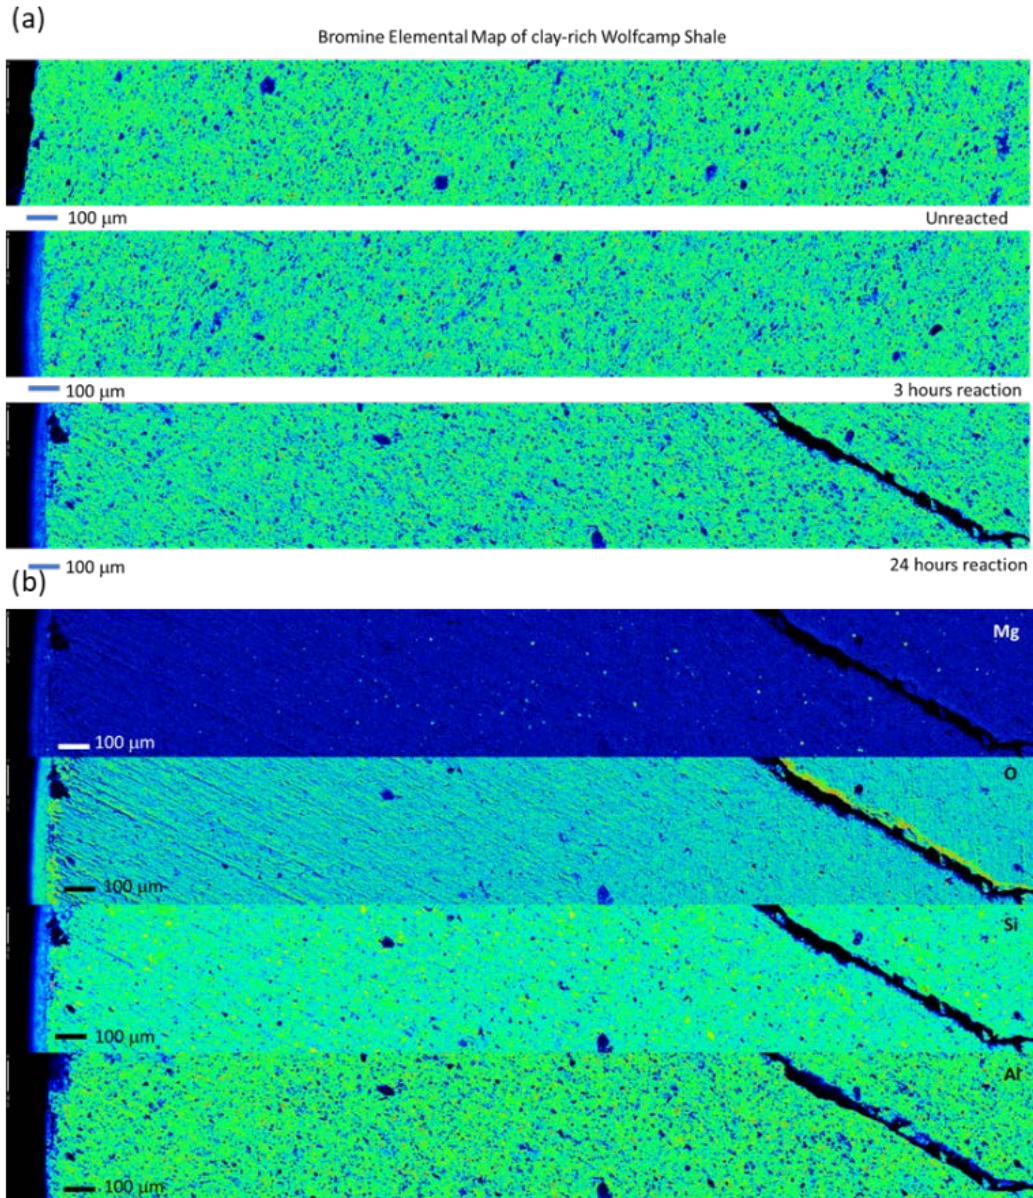 (a)
Bromine Elemental Map of clay-rich Wolfcamp Shale
100 µm
Unreacted
100 µm
3 hours reaction
100 µm
24 hours reaction
(b)
Mg
100 µm
O
100 µm
Si
100 µm
Al
100 µm